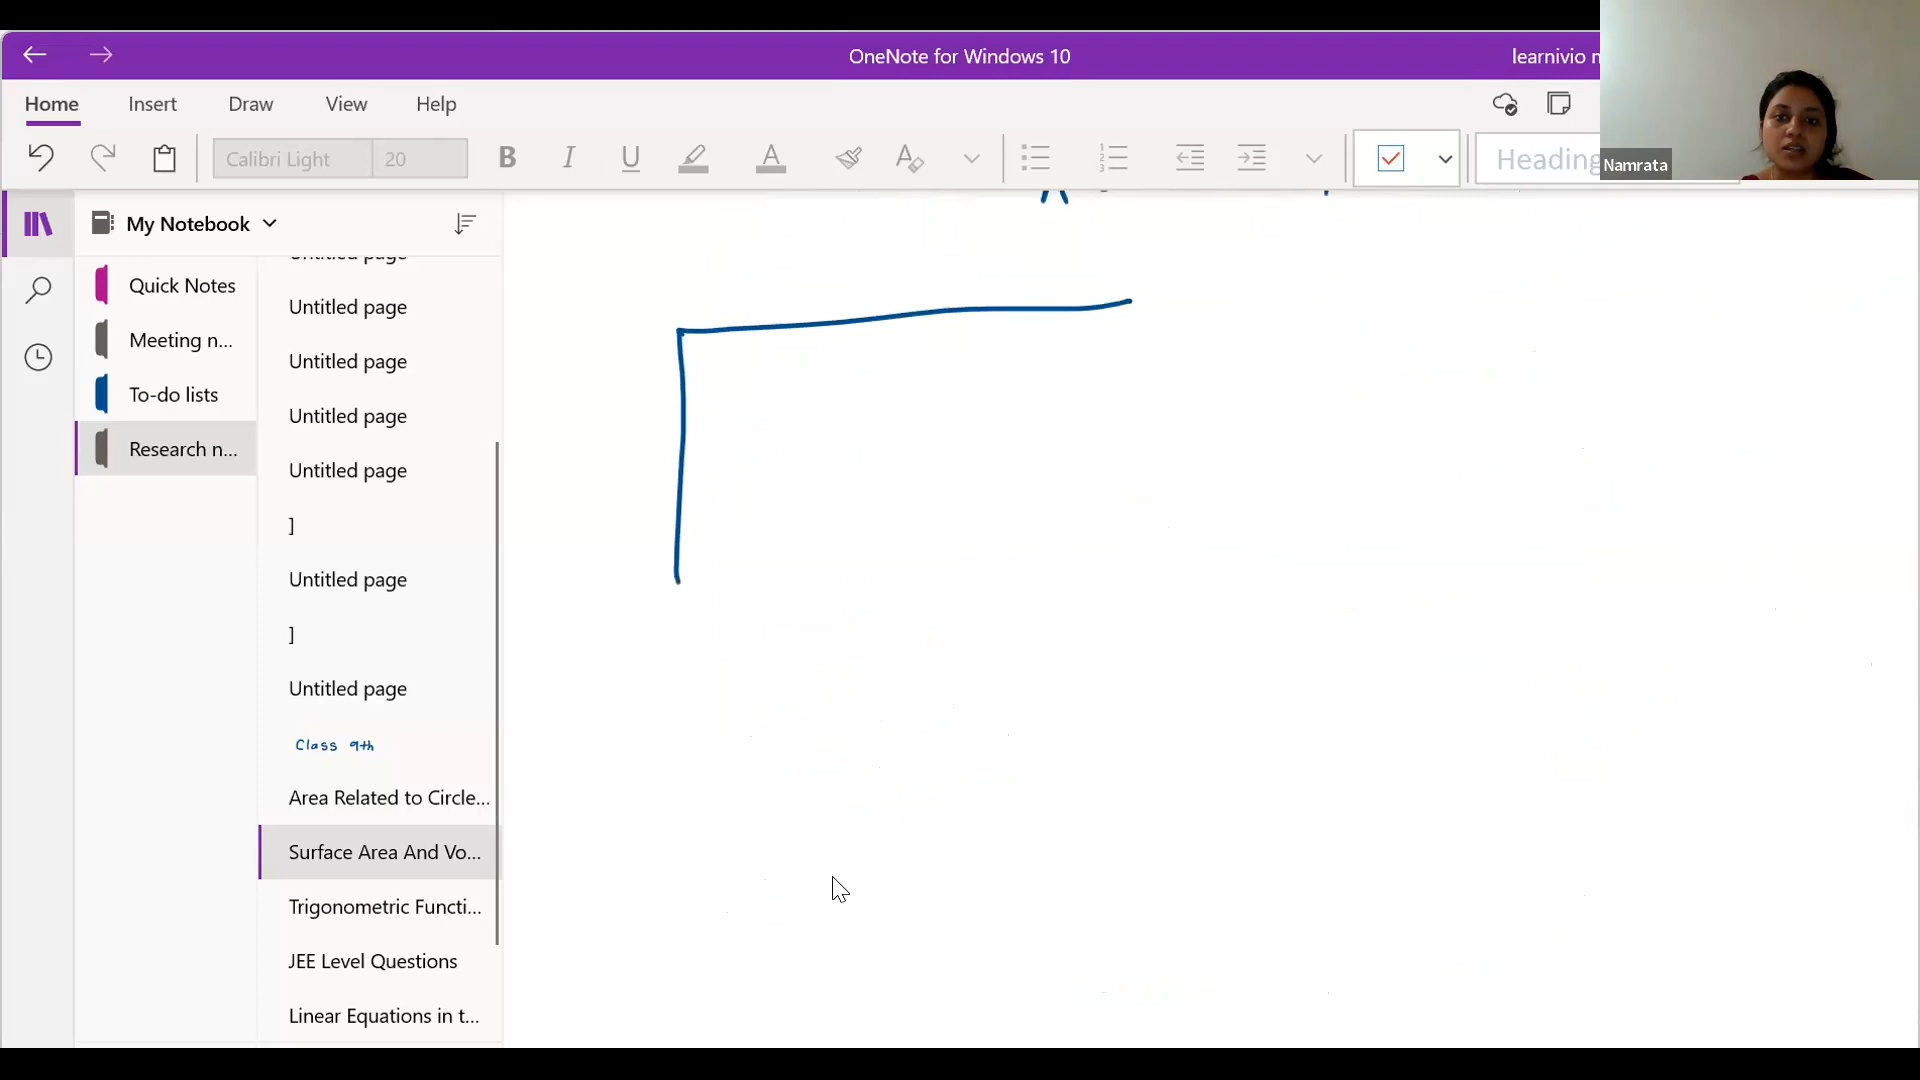 OneNote for Windows 10
learnivio
Home Insert Draw View Help
Calibri Light 20 B I U A Heading
Namrata
My Notebook
Quick Notes
Meeting n...
To-do lists
Research n...
Untitled page
Untitled page
Untitled page
Untitled page
Untitled page
]
Untitled page
]
Untitled page
Class 9th
Area Related to Circle...
Surface Area And Vo...
Trigonometric Functi...
JEE Level Questions
Linear Equations in t...